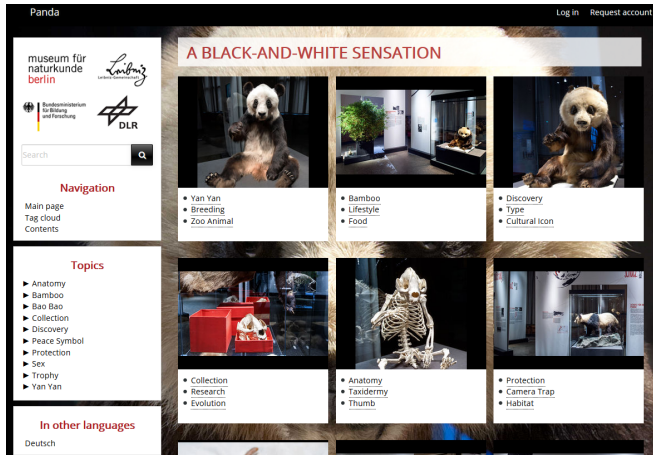 Panda
Log in Request account
museum für
naturkunde
berlin
Leibniz
Leibniz-Gemeinschaft
Bundesministerium
für Bildung
und Forschung
DLR
Search
Navigation
Main page
Tag cloud
Contents
Topics
► Anatomy
► Bamboo
► Bao Bao
► Collection
► Discovery
► Peace Symbol
► Protection
► Sex
► Trophy
► Yan Yan
In other languages
Deutsch
A BLACK-AND-WHITE SENSATION
• Yan Yan
• Breeding
• Zoo Animal
• Bamboo
• Lifestyle
• Food
• Discovery
• Type
• Cultural Icon
• Collection
• Research
• Evolution
• Anatomy
• Taxidermy
• Thumb
• Protection
• Camera Trap
• Habitat